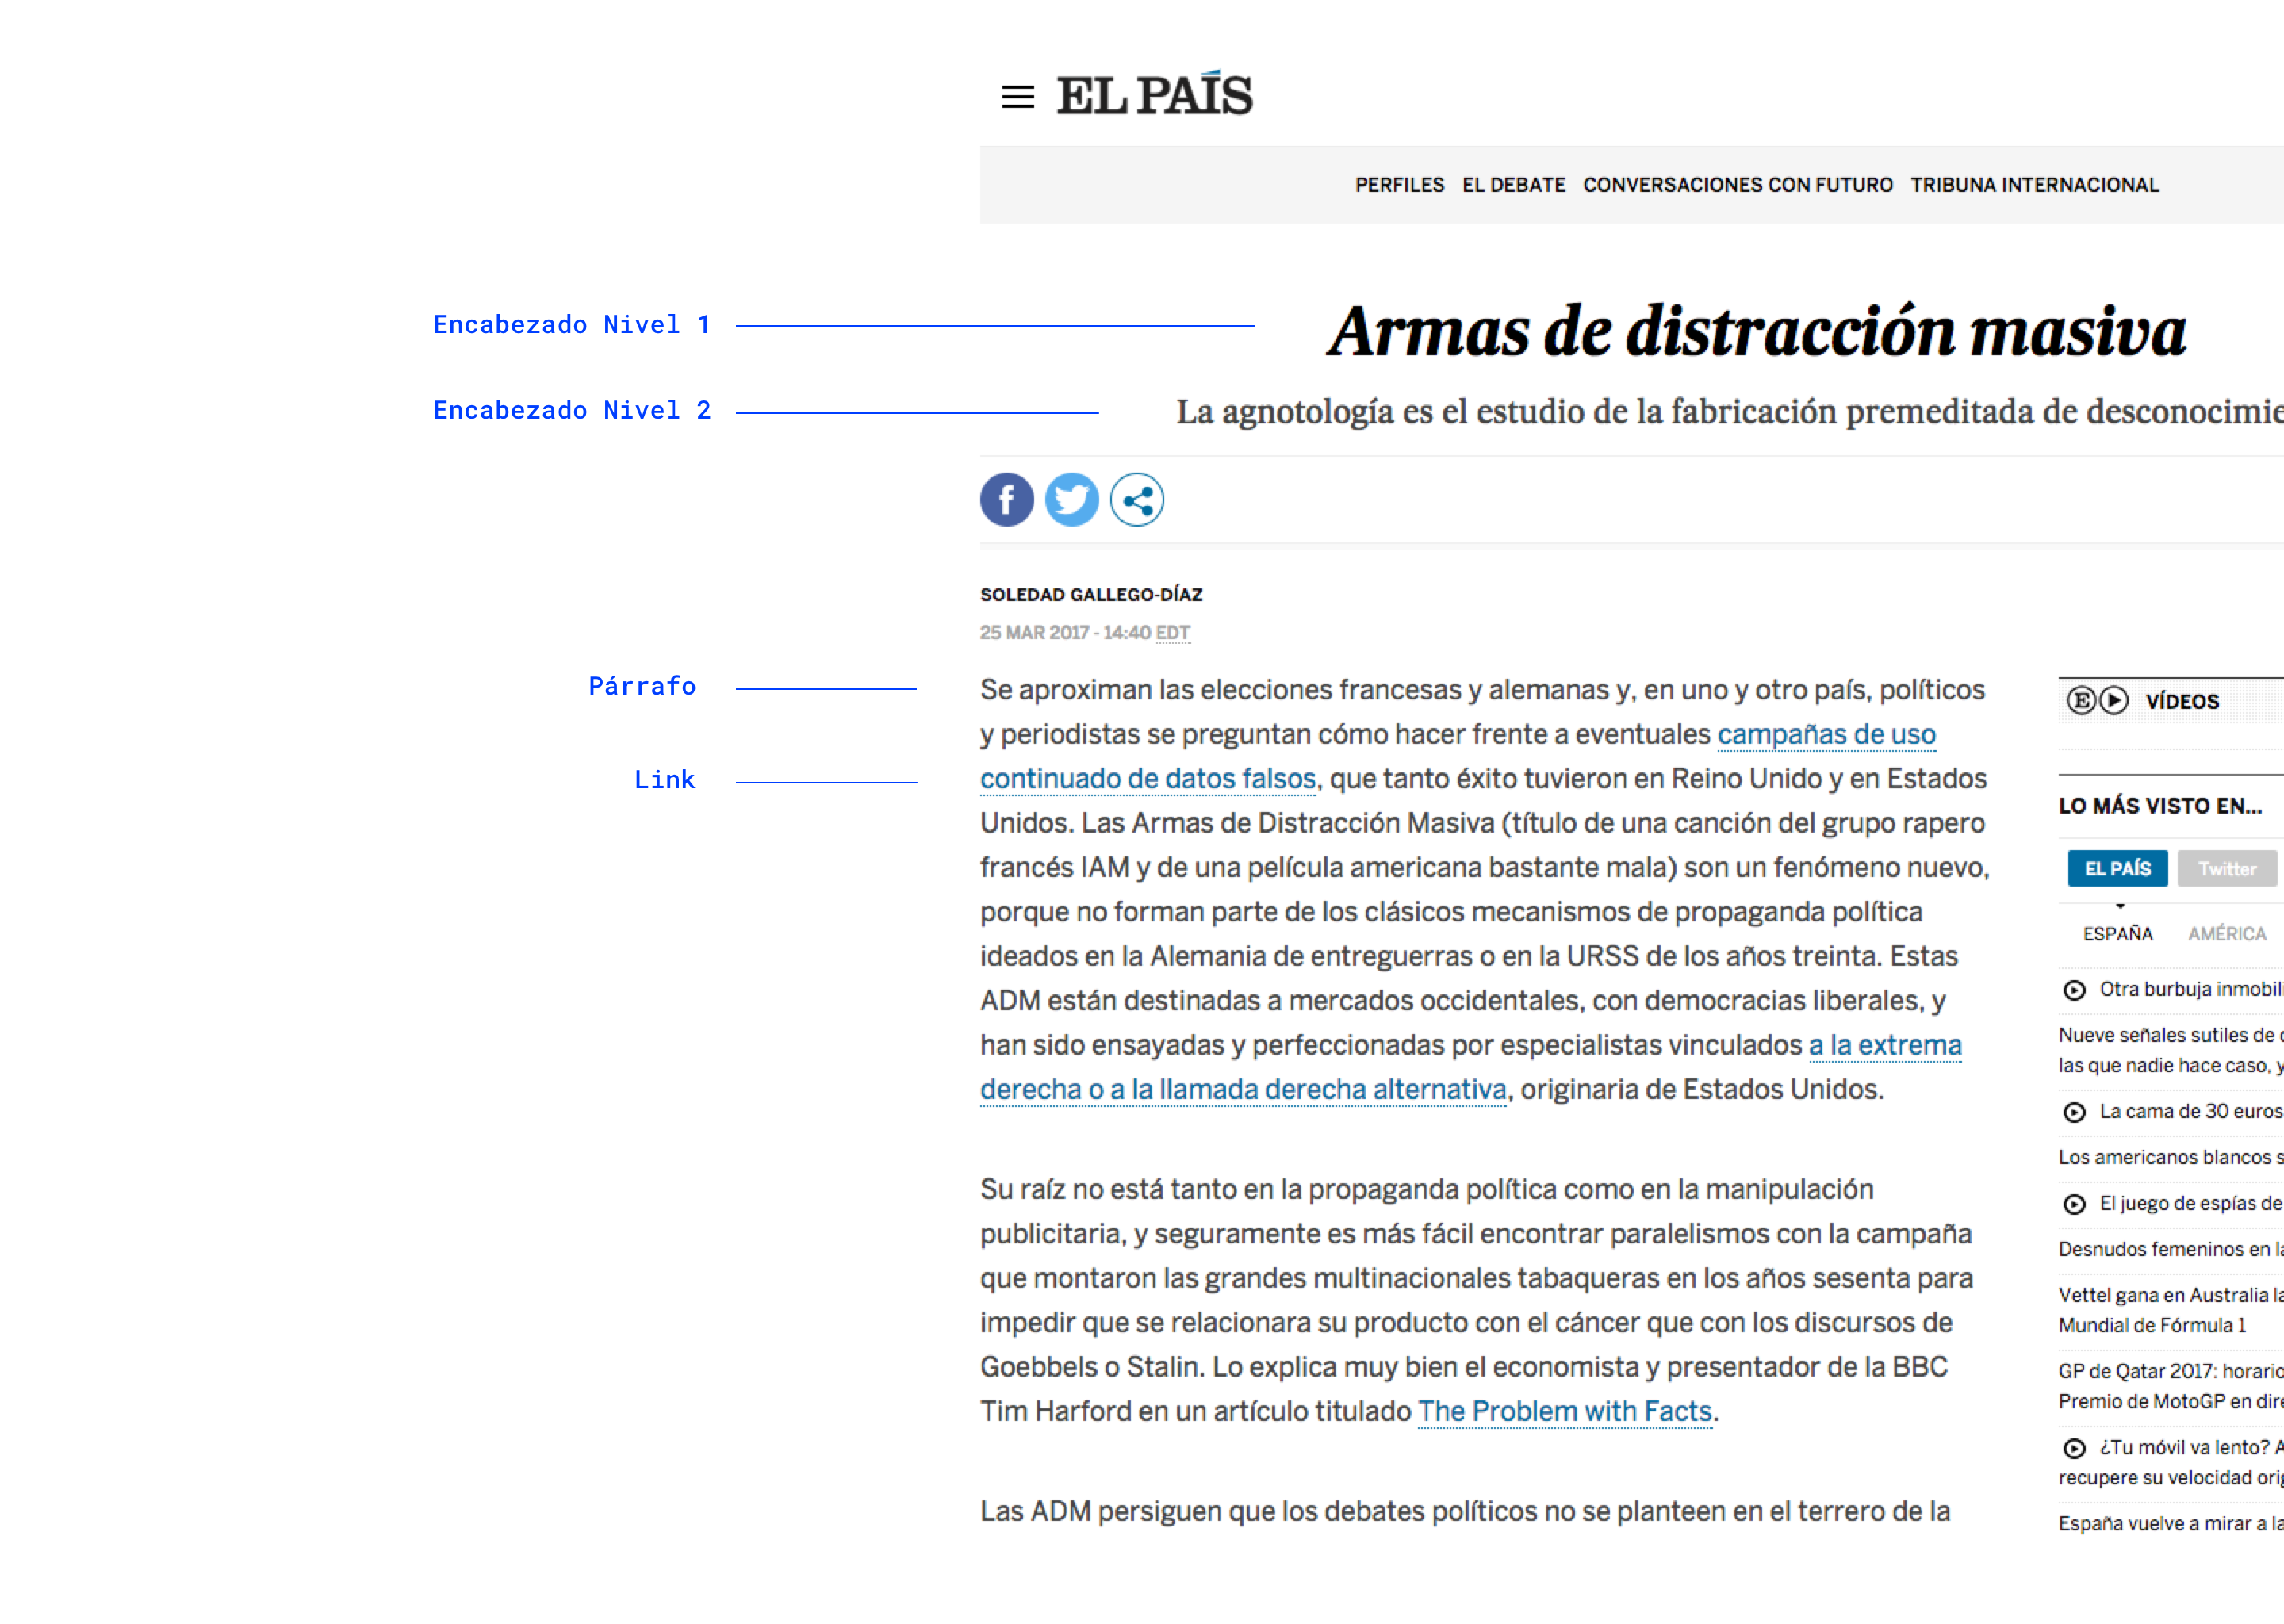 EL PAÍS
PERFILES EL DEBATE CONVERSACIONES CON FUTURO TRIBUNA INTERNACIONAL
Encabezado Nivel 1
Armas de distracción masiva
Encabezado Nivel 2
La agnotología es el estudio de la fabricación premeditada de
SOLEDAD GALLEGO-DÍAZ
25 MAR 2017 - 14:40 EDT
Párrafo
Link
Se aproximan las elecciones francesas y alemanas y, en uno y otro país, políticos
y periodistas se preguntan cómo hacer frente a eventuales campañas de uso
continuado de datos falsos, que tanto éxito tuvieron en Reino Unido y en Estados
Unidos. Las Armas de Distracción Masiva (título de una canción del grupo rapero
francés IAM y de una película americana bastante mala) son un fenómeno nuevo,
porque no forman parte de los clásicos mecanismos de propaganda política
ideados en la Alemania de entreguerras o en la URSS de los años treinta. Estas
ADM están destinadas a mercados occidentales, con democracias liberales, y
han sido ensayadas y perfeccionadas por especialistas vinculados a la extrema
derecha o a la llamada derecha alternativa, originaria de Estados Unidos.
Su raíz no está tanto en la propaganda política como en la manipulación
publicitaria, y seguramente es más fácil encontrar paralelismos con la campaña
que montaron las grandes multinacionales tabaqueras en los años sesenta para
impedir que se relacionara su producto con el cáncer que con los discursos de
Goebbels o Stalin. Lo explica muy bien el economista y presentador de la BBC
Tim Harford en un artículo titulado The Problem with Facts.
Las ADM persiguen que los debates políticos no se planteen en el terrero de la
VÍDEOS
LO MÁS VISTO EN...
EL PAÍS Twitter
ESPAÑA AMÉRICA
Otra burbuja
Nueve señales sutiles de
las que nadie hace caso, y
La cama de 30 euros
Los americanos blancos
El juego de espías de
Desnudos femeninos en
Vettel gana en Australia
Mundial de Fórmula 1
GP de Qatar 2017:
Premio de MotoGP en
¿Tu móvil va lento?
recupere su velocidad
España vuelve a mirar a